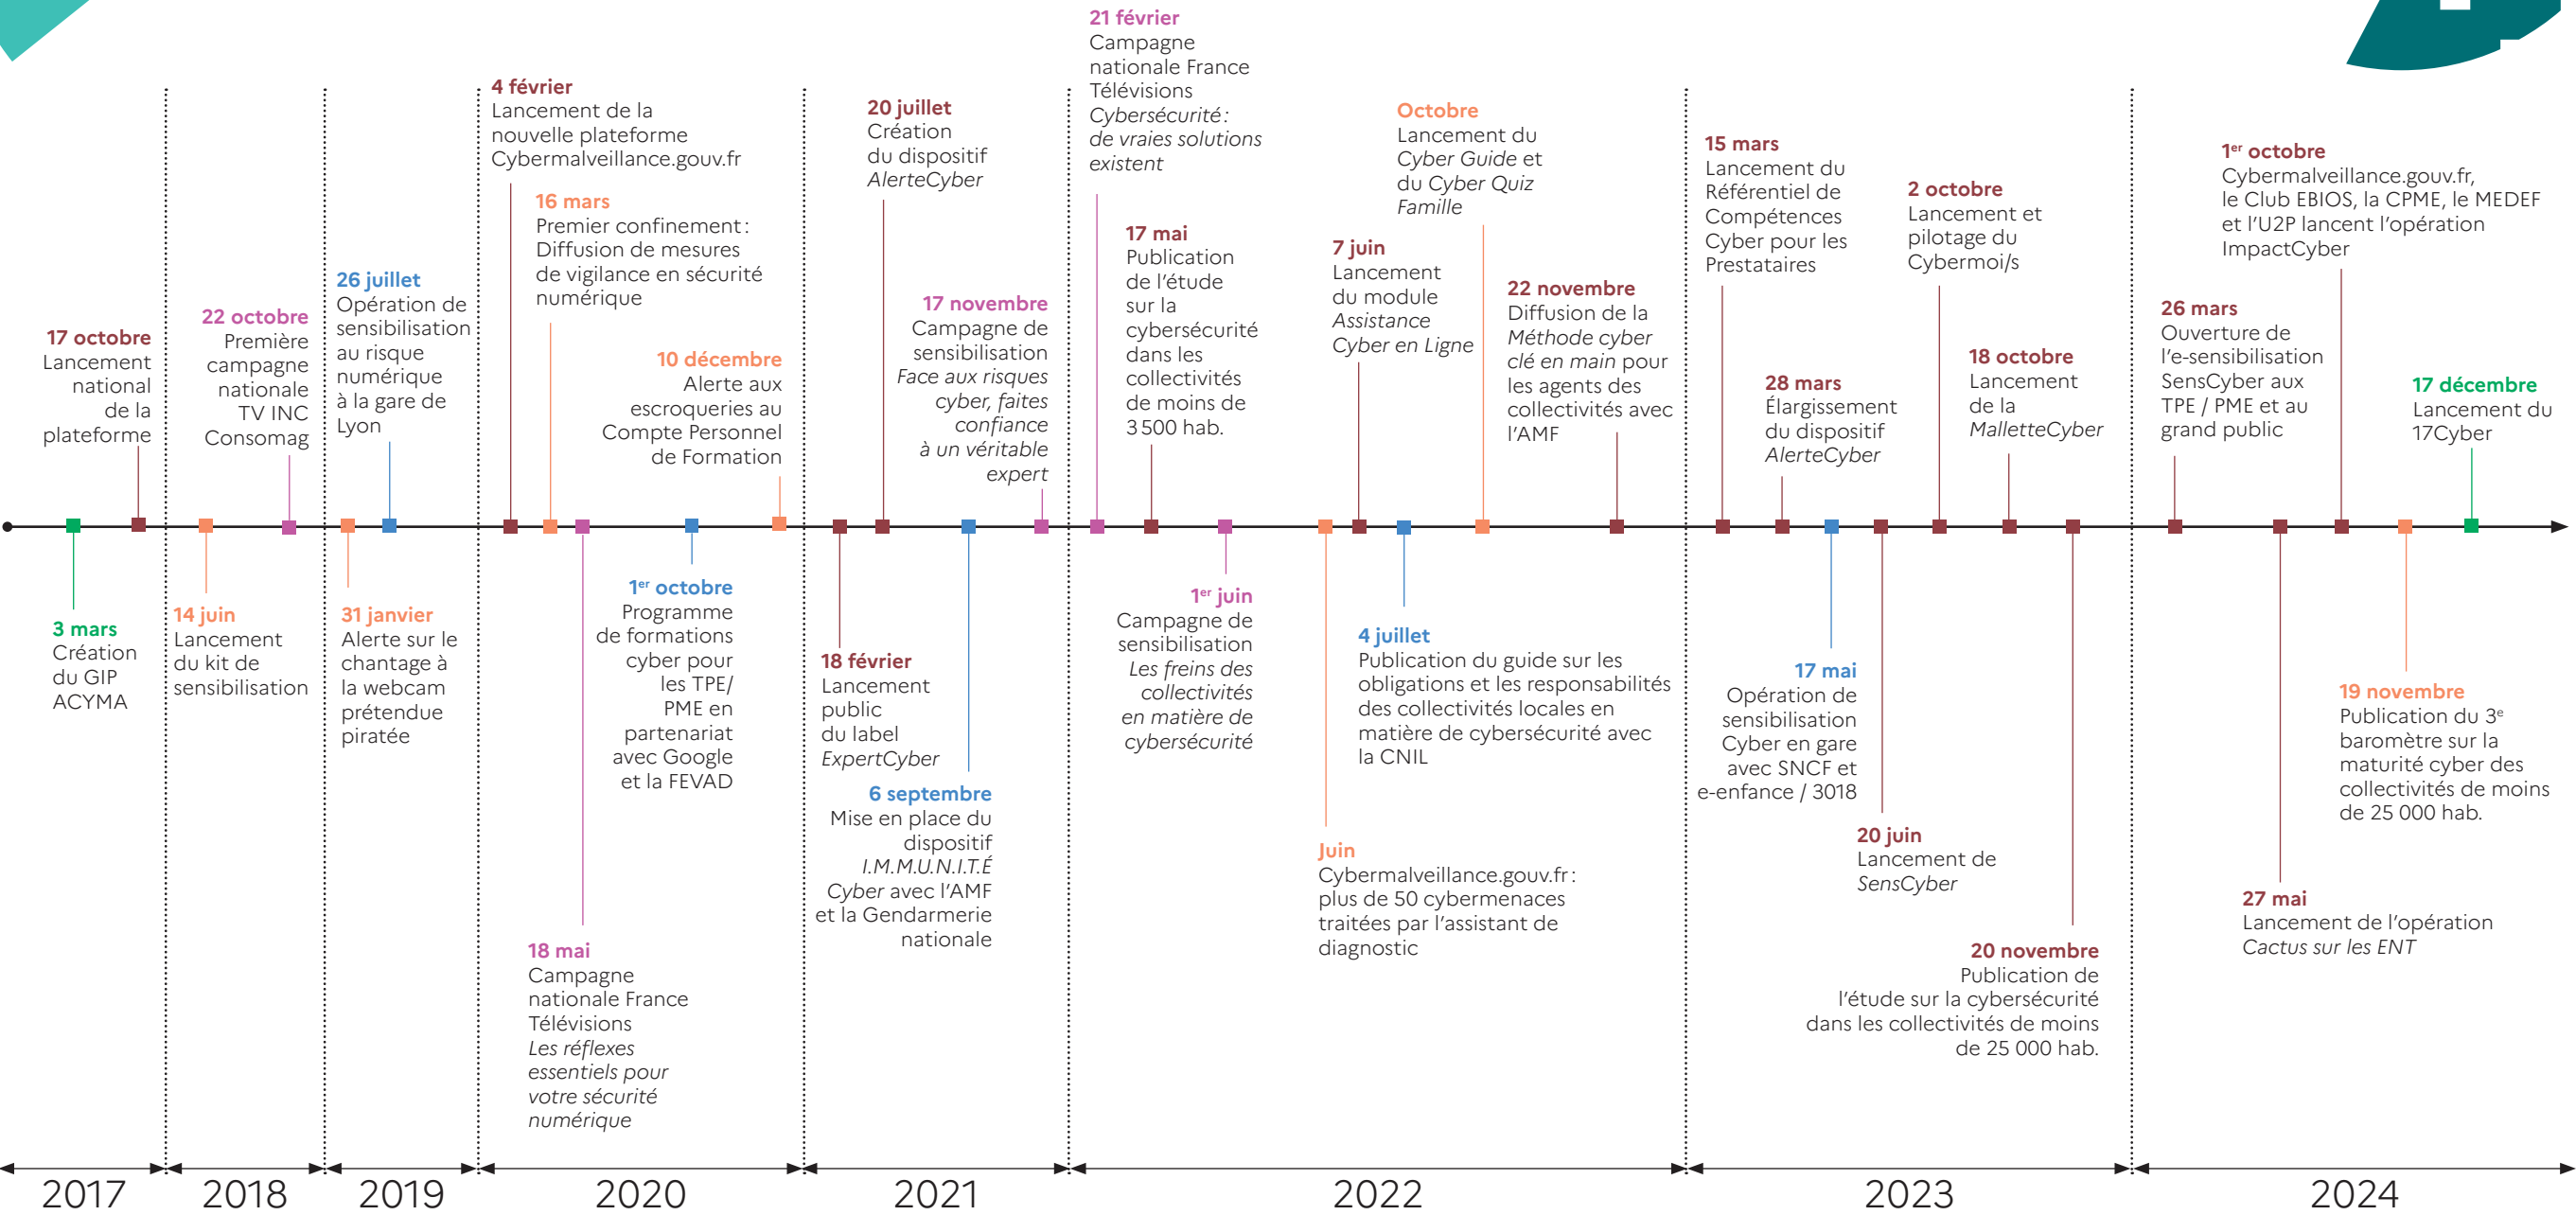 17 octobre
Lancement
national
de la
plateforme
3 mars
Création
du GIP
ACYMA
22 octobre
Première
campagne
nationale
TV INC
Consomag
14 juin
Lancement
du kit de
sensibilisation
26 juillet
Opération de
sensibilisation
au risque
numérique
à la gare de
Lyon
31 janvier
Alerte sur le
chantage à
la webcam
prétendue
piratée
4 février
Lancement de la
nouvelle plateforme
Cybermalveillance.gouv.fr
16 mars
Premier confinement :
Diffusion de mesures
de vigilance en sécurité
numérique
10 décembre
Alerte aux
escroqueries au
Compte Personnel
de Formation
1er octobre
Programme
de formations
cyber pour
les TPE/
PME en
partenariat
avec Google
et la FEVAD
18 mai
Campagne
nationale France
Télévisions
Les réflexes
essentiels pour
votre sécurité
numérique
20 juillet
Création
du dispositif
AlerteCyber
17 novembre
Campagne de
sensibilisation
Face aux risques
cyber, faites
confiance
à un véritable
expert
18 février
Lancement
public
du label
ExpertCyber
6 septembre
Mise en place du
dispositif
I.M.M.U.N.I.T.É
Cyber avec l'AMF
et la Gendarmerie
nationale
21 février
Campagne
nationale France
Télévisions
Cybersécurité :
de vraies solutions
existent
17 mai
Publication
de l'étude
sur la
cybersécurité
dans les
collectivités
de moins de
3 500 hab.
7 juin
Lancement
du module
Assistance
Cyber en Ligne
Octobre
Lancement du
Cyber Guide et
du Cyber Quiz
Famille
22 novembre
Diffusion de la
Méthode cyber
clé en main pour
les agents des
collectivités avec
l'AMF
1er juin
Campagne de
sensibilisation
Les freins des
collectivités
en matière de
cybersécurité
4 juillet
Publication du guide sur les
obligations et les responsabilités
des collectivités locales en
matière de cybersécurité avec
la CNIL
Juin
Cybermalveillance.gouv.fr :
plus de 50 cybermenaces
traitées par l'assistant de
diagnostic
15 mars
Lancement du
Référentiel de
Compétences
Cyber pour les
Prestataires
28 mars
Élargissement
du dispositif
AlerteCyber
2 octobre
Lancement et
pilotage du
Cybermoi/s
18 octobre
Lancement
de la
MalletteCyber
17 mai
Opération de
sensibilisation
Cyber en gare
avec SNCF et
e-enfance / 3018
20 juin
Lancement de
SensCyber
20 novembre
Publication de
l'étude sur la cybersécurité
dans les collectivités de moins
de 25 000 hab.
1er octobre
Cybermalveillance.gouv.fr,
le Club EBIOS, la CPME, le MEDEF
et l'U2P lancent l'opération
ImpactCyber
26 mars
Ouverture de
l'e-sensibilisation
SensCyber aux
TPE / PME et au
grand public
17 décembre
Lancement du
17Cyber
19 novembre
Publication du 3e
baromètre sur la
maturité cyber des
collectivités de moins
de 25 000 hab.
27 mai
Lancement de l'opération
Cactus sur les ENT
2017
2018
2019
2020
2021
2022
2023
2024